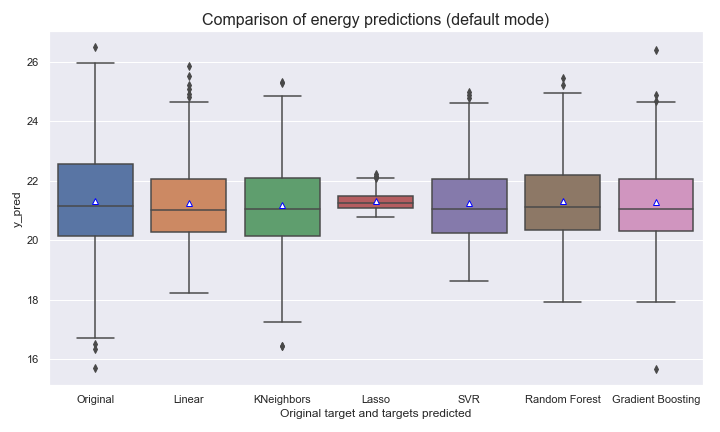 Comparison of energy predictions (default mode)
26
24
22
20
18
16
y_pred
Original Linear KNeighbors Lasso SVR Random Forest Gradient Boosting
Original target and targets predicted